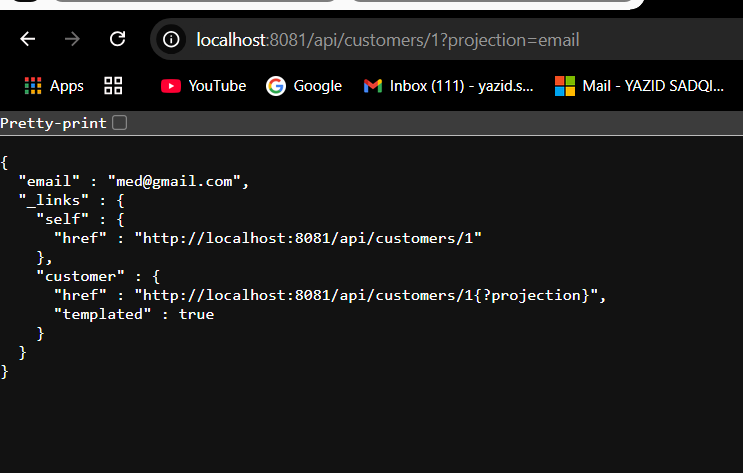 localhost:8081/api/customers/1?projection=email
Apps YouTube Google Inbox (111) - yazid.s... Mail - YAZID SADQI...
Pretty-print
{
  "email" : "med@gmail.com",
  "_links" : {
    "self" : {
      "href" : "http://localhost:8081/api/customers/1"
    },
    "customer" : {
      "href" : "http://localhost:8081/api/customers/1{?projection}",
      "templated" : true
    }
  }
}